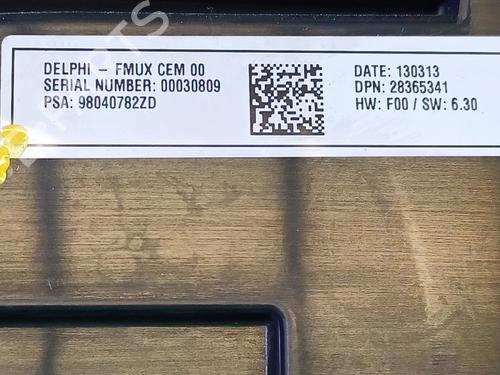 DELPHI - FMUX CEM 00
SERIAL NUMBER: 00030809
PSA: 98040782ZD
DATE: 130313
DPN: 28365341
HW: F00 / SW: 6.30